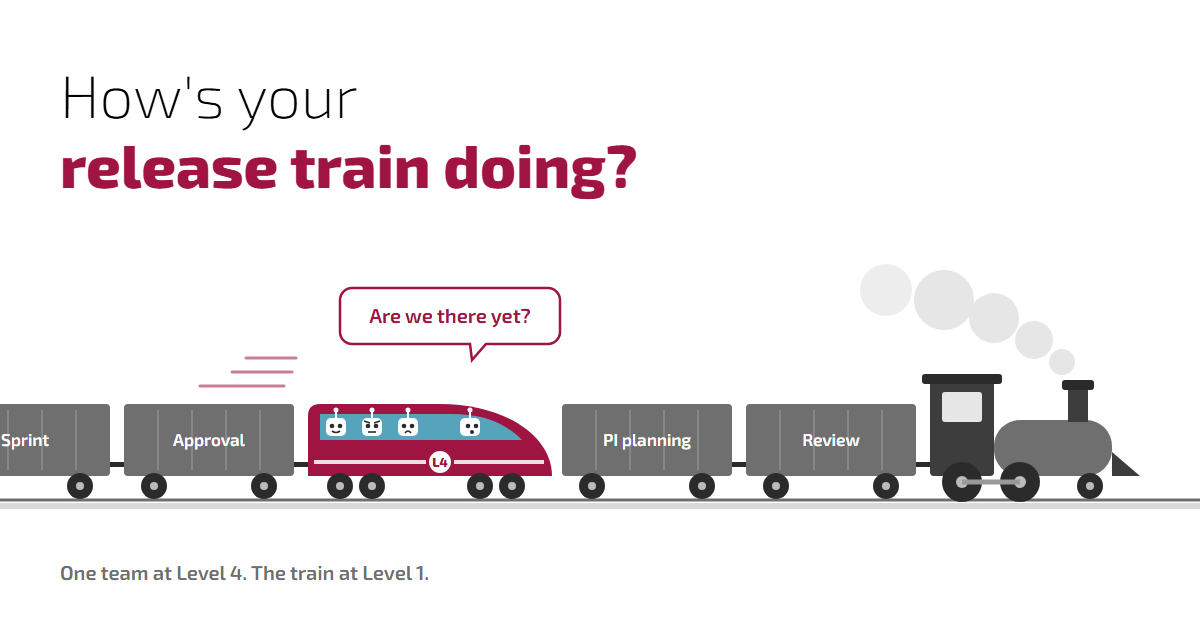 How's your
release train doing?
Are we there yet?
Sprint
Approval
L4
PI planning
Review
One team at Level 4. The train at Level 1.